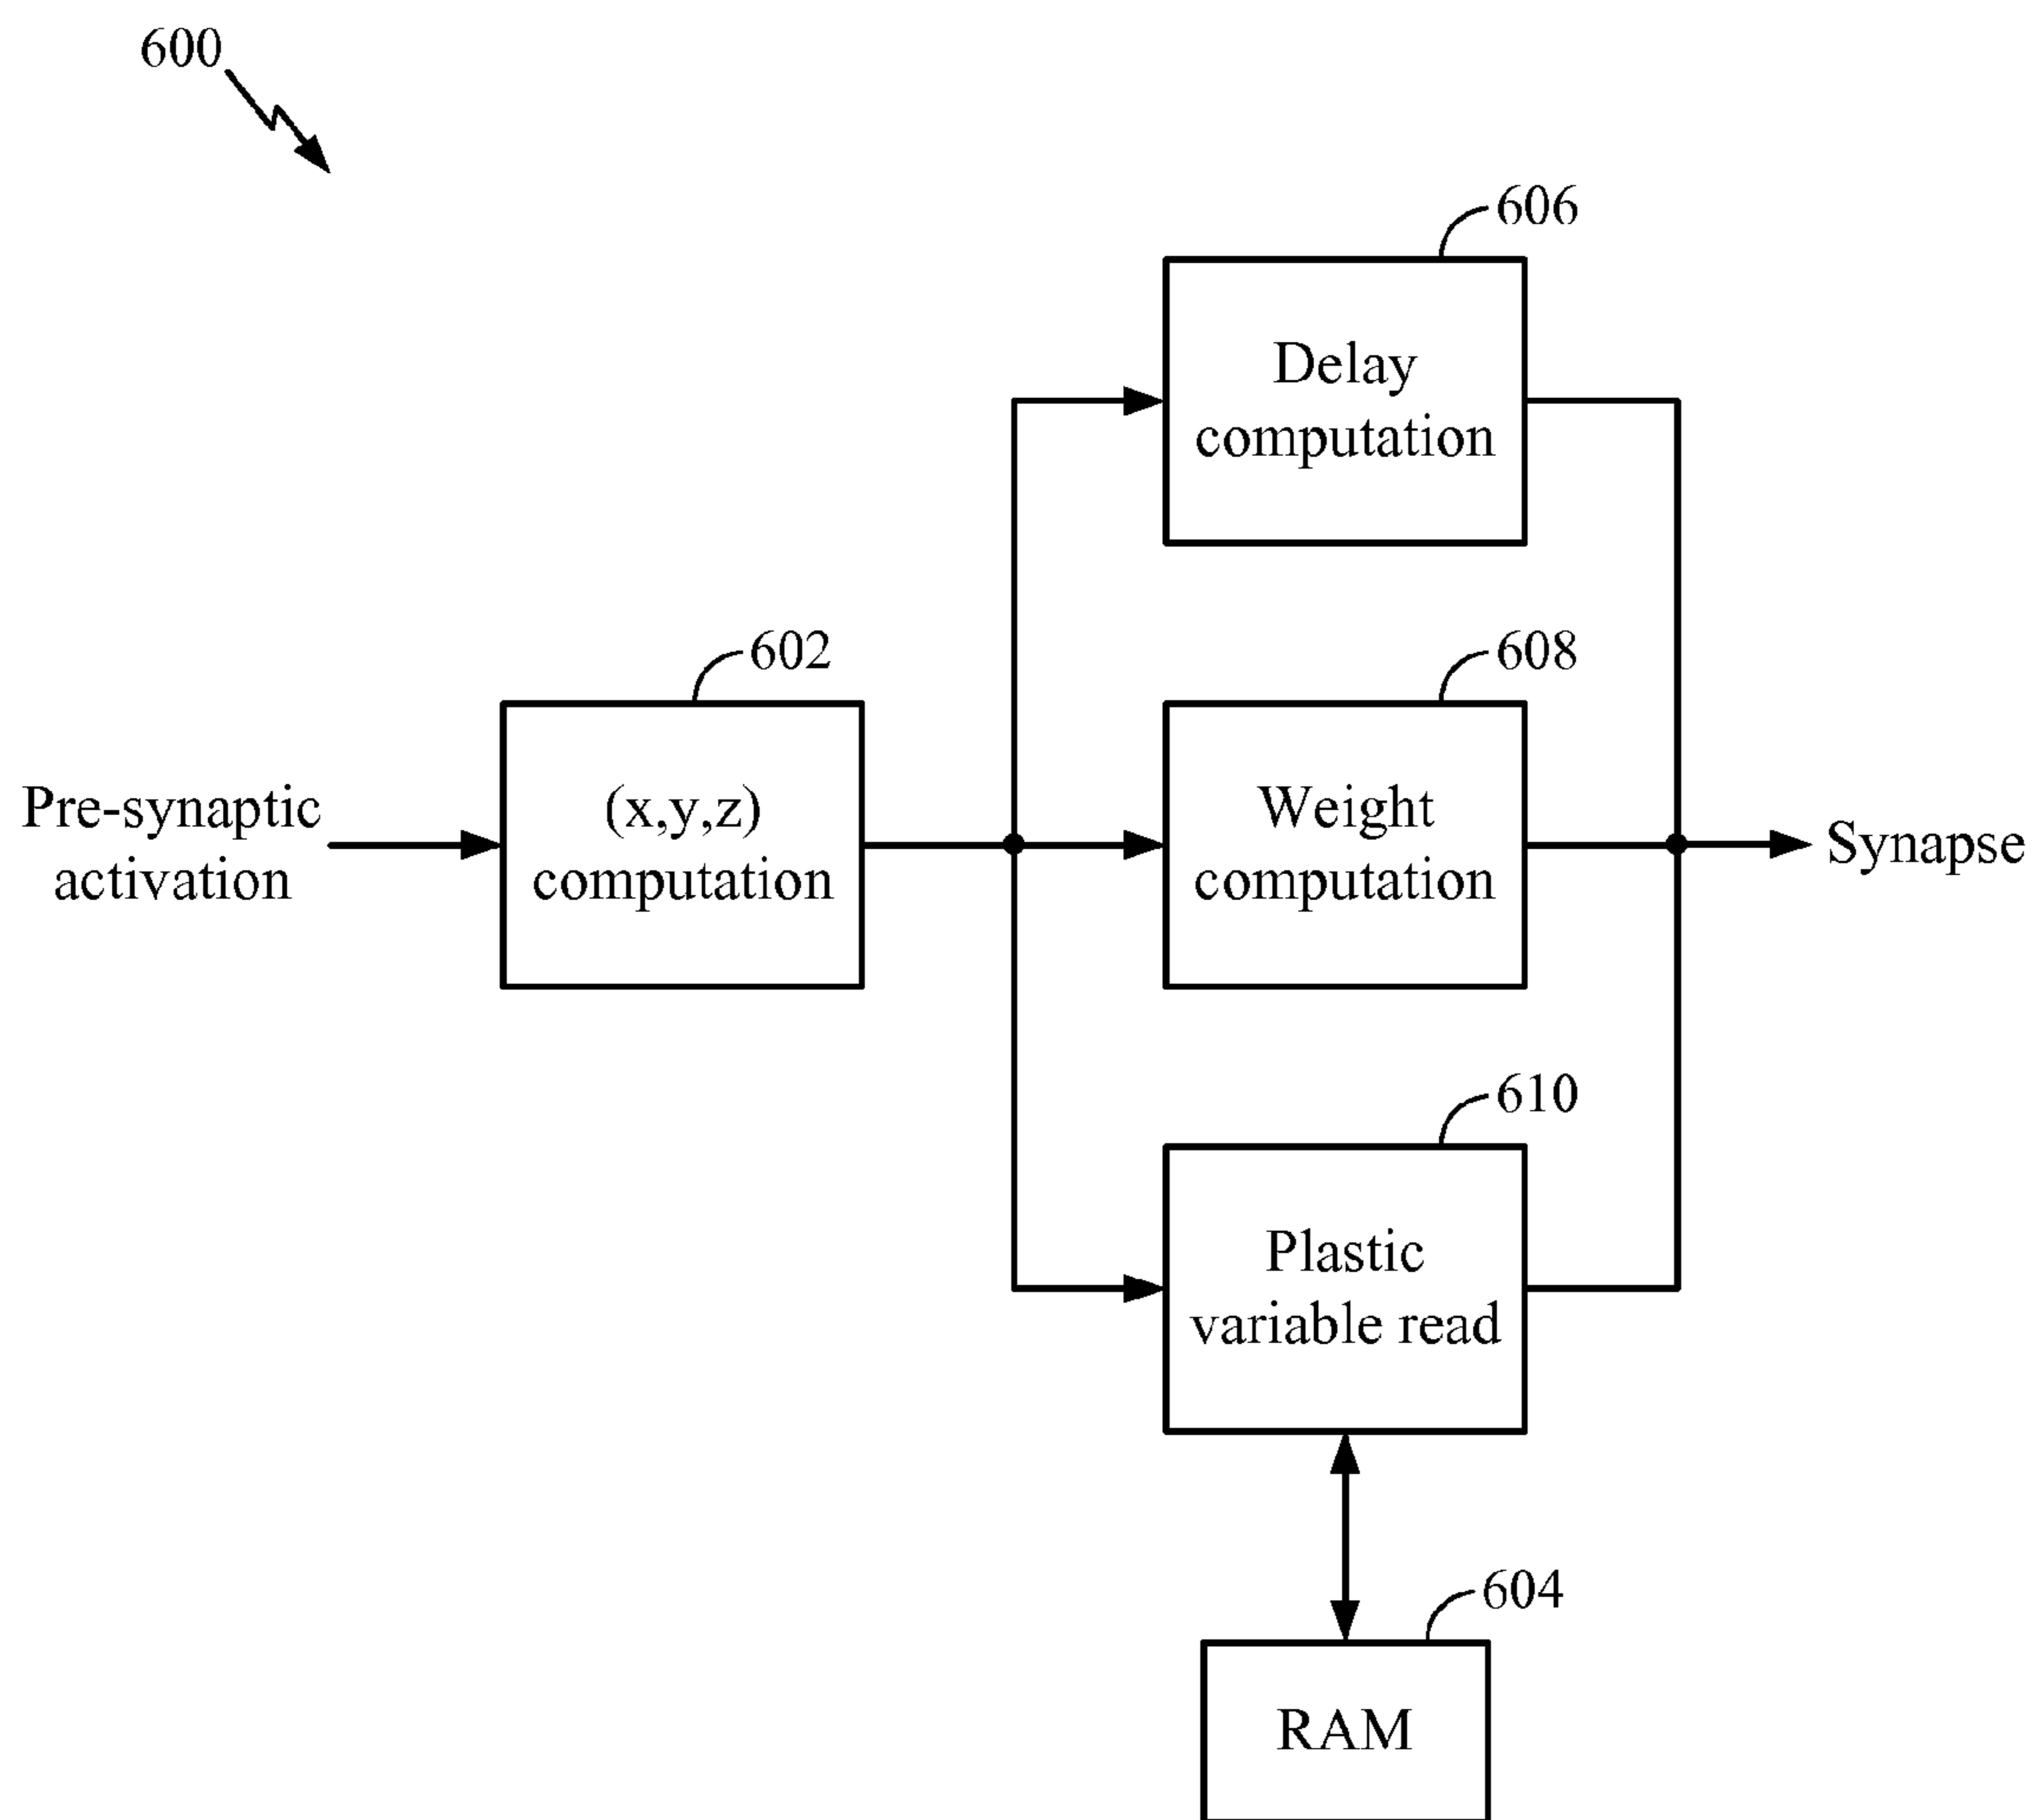 600
606
Delay
computation
602
608
Pre-synaptic
activation
(x,y,z)
computation
Weight
computation
Synapse
610
Plastic
variable read
604
RAM